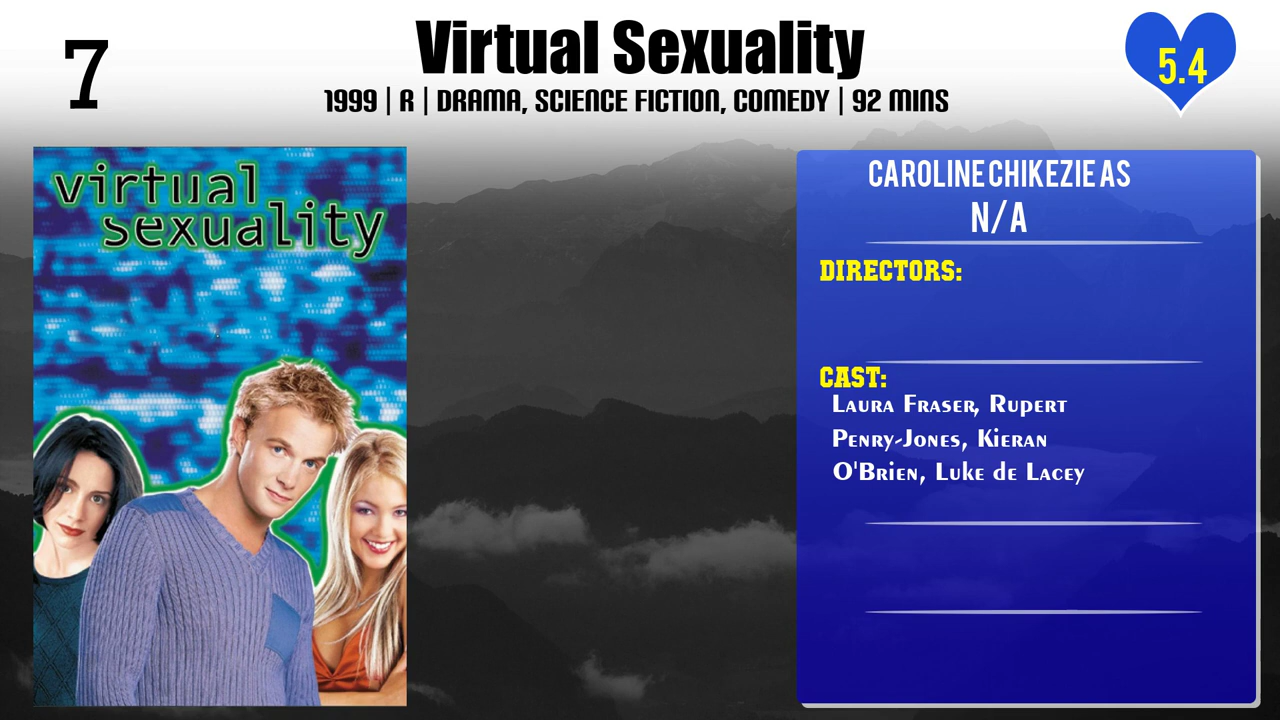 7
Virtual Sexuality
1999 | R | DRAMA, SCIENCE FICTION, COMEDY | 92 MINS
5.4
virtual
sexuality
CAROLINE CHIKEZIE AS
N/A
DIRECTORS:
CAST:
Laura Fraser, Rupert
Penry-Jones, Kieran
O'Brien, Luke de Lacey